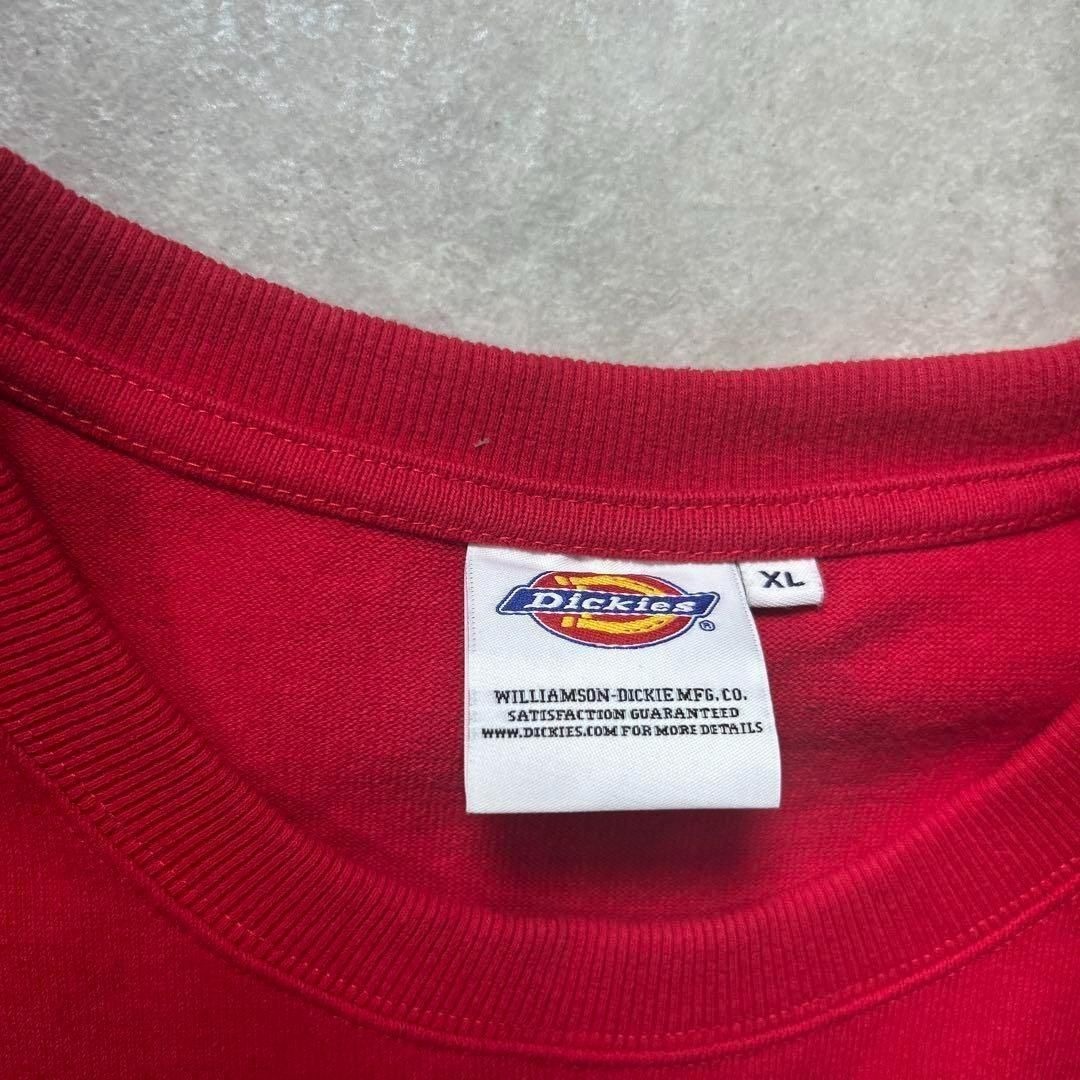 Dickies
®
XL
WILLIAMSON-DICKIE MFG. CO.
SATISFACTION GUARANTEED
WWW.DICKIES.COM FOR MORE DETAILS